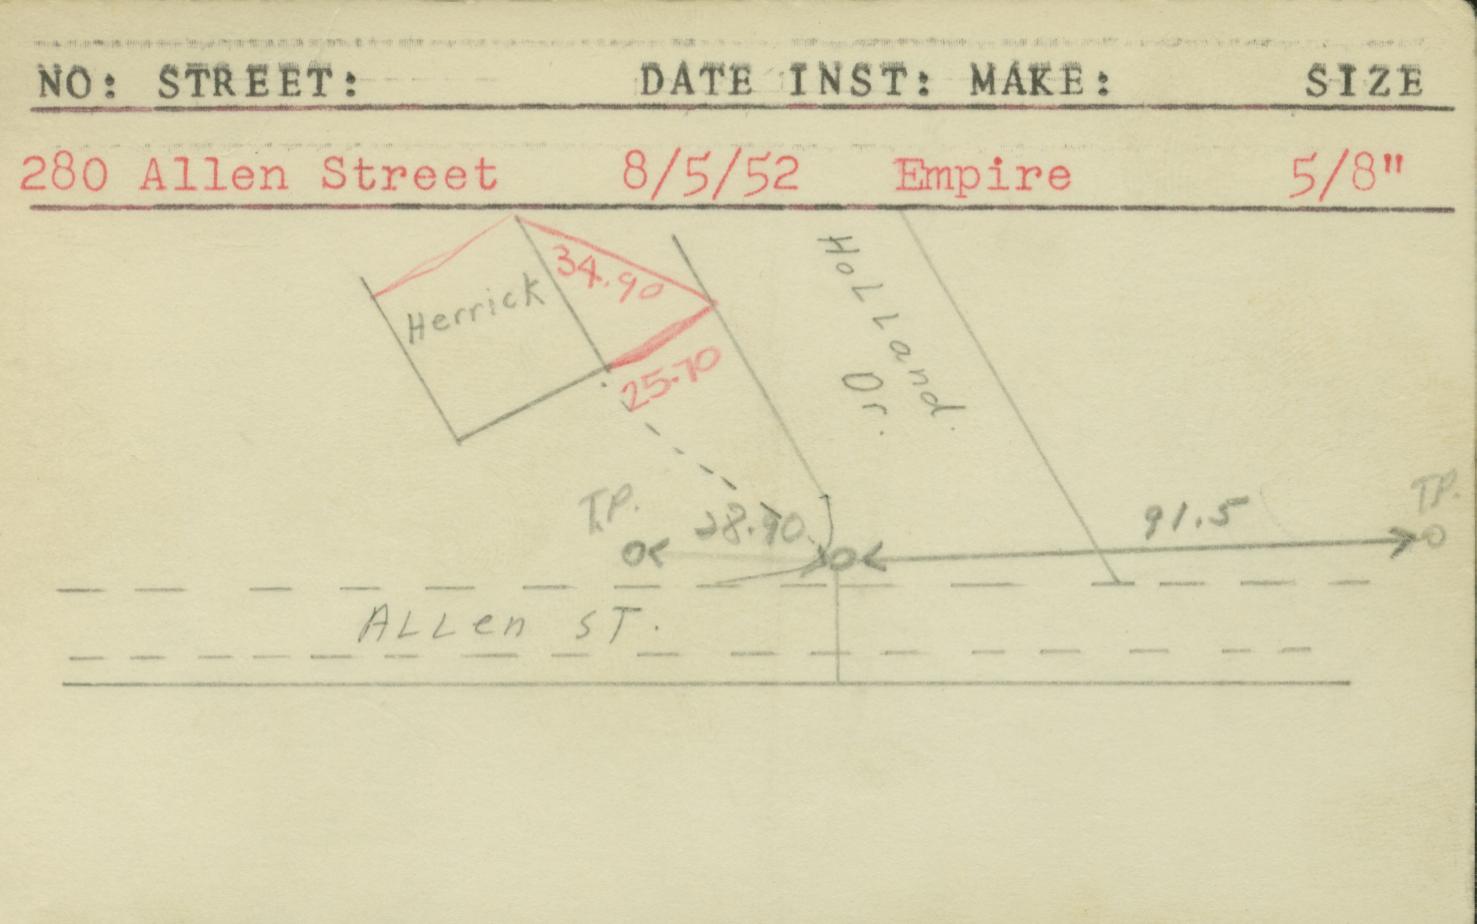 NO: STREET: DATE INST: MAKE: SIZE
280 Allen Street 8/5/52 Empire 5/8"
Herrick
34.90
25.70
HoLLand
Dr.
T.P.
28.90
91.5
TP.
ALLen ST.